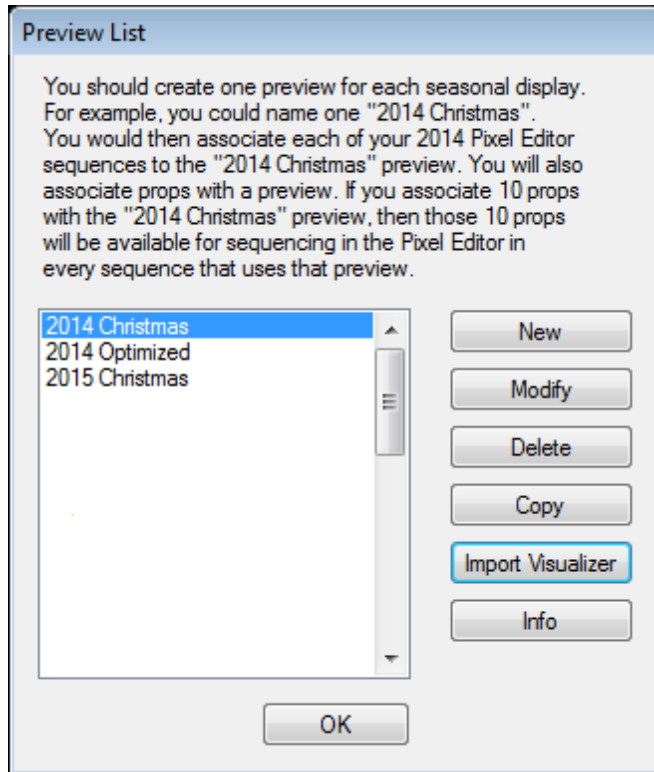 Preview List
You should create one preview for each seasonal display.
For example, you could name one "2014 Christmas".
You would then associate each of your 2014 Pixel Editor
sequences to the "2014 Christmas" preview. You will also
associate props with a preview. If you associate 10 props
with the "2014 Christmas" preview, then those 10 props
will be available for sequencing in the Pixel Editor in
every sequence that uses that preview.
2014 Christmas
2014 Optimized
2015 Christmas
New
Modify
Delete
Copy
Import Visualizer
Info
OK